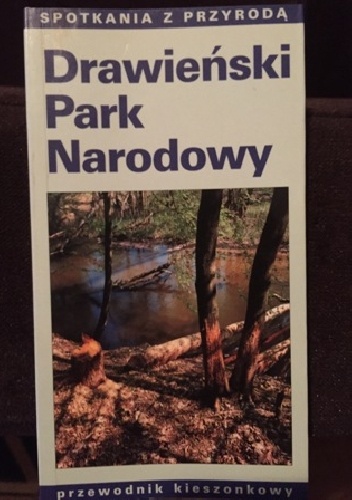 SPOTKANIA Z PRZYRODĄ
Drawieński
Park
Narodowy
przewodnik kieszonkowy